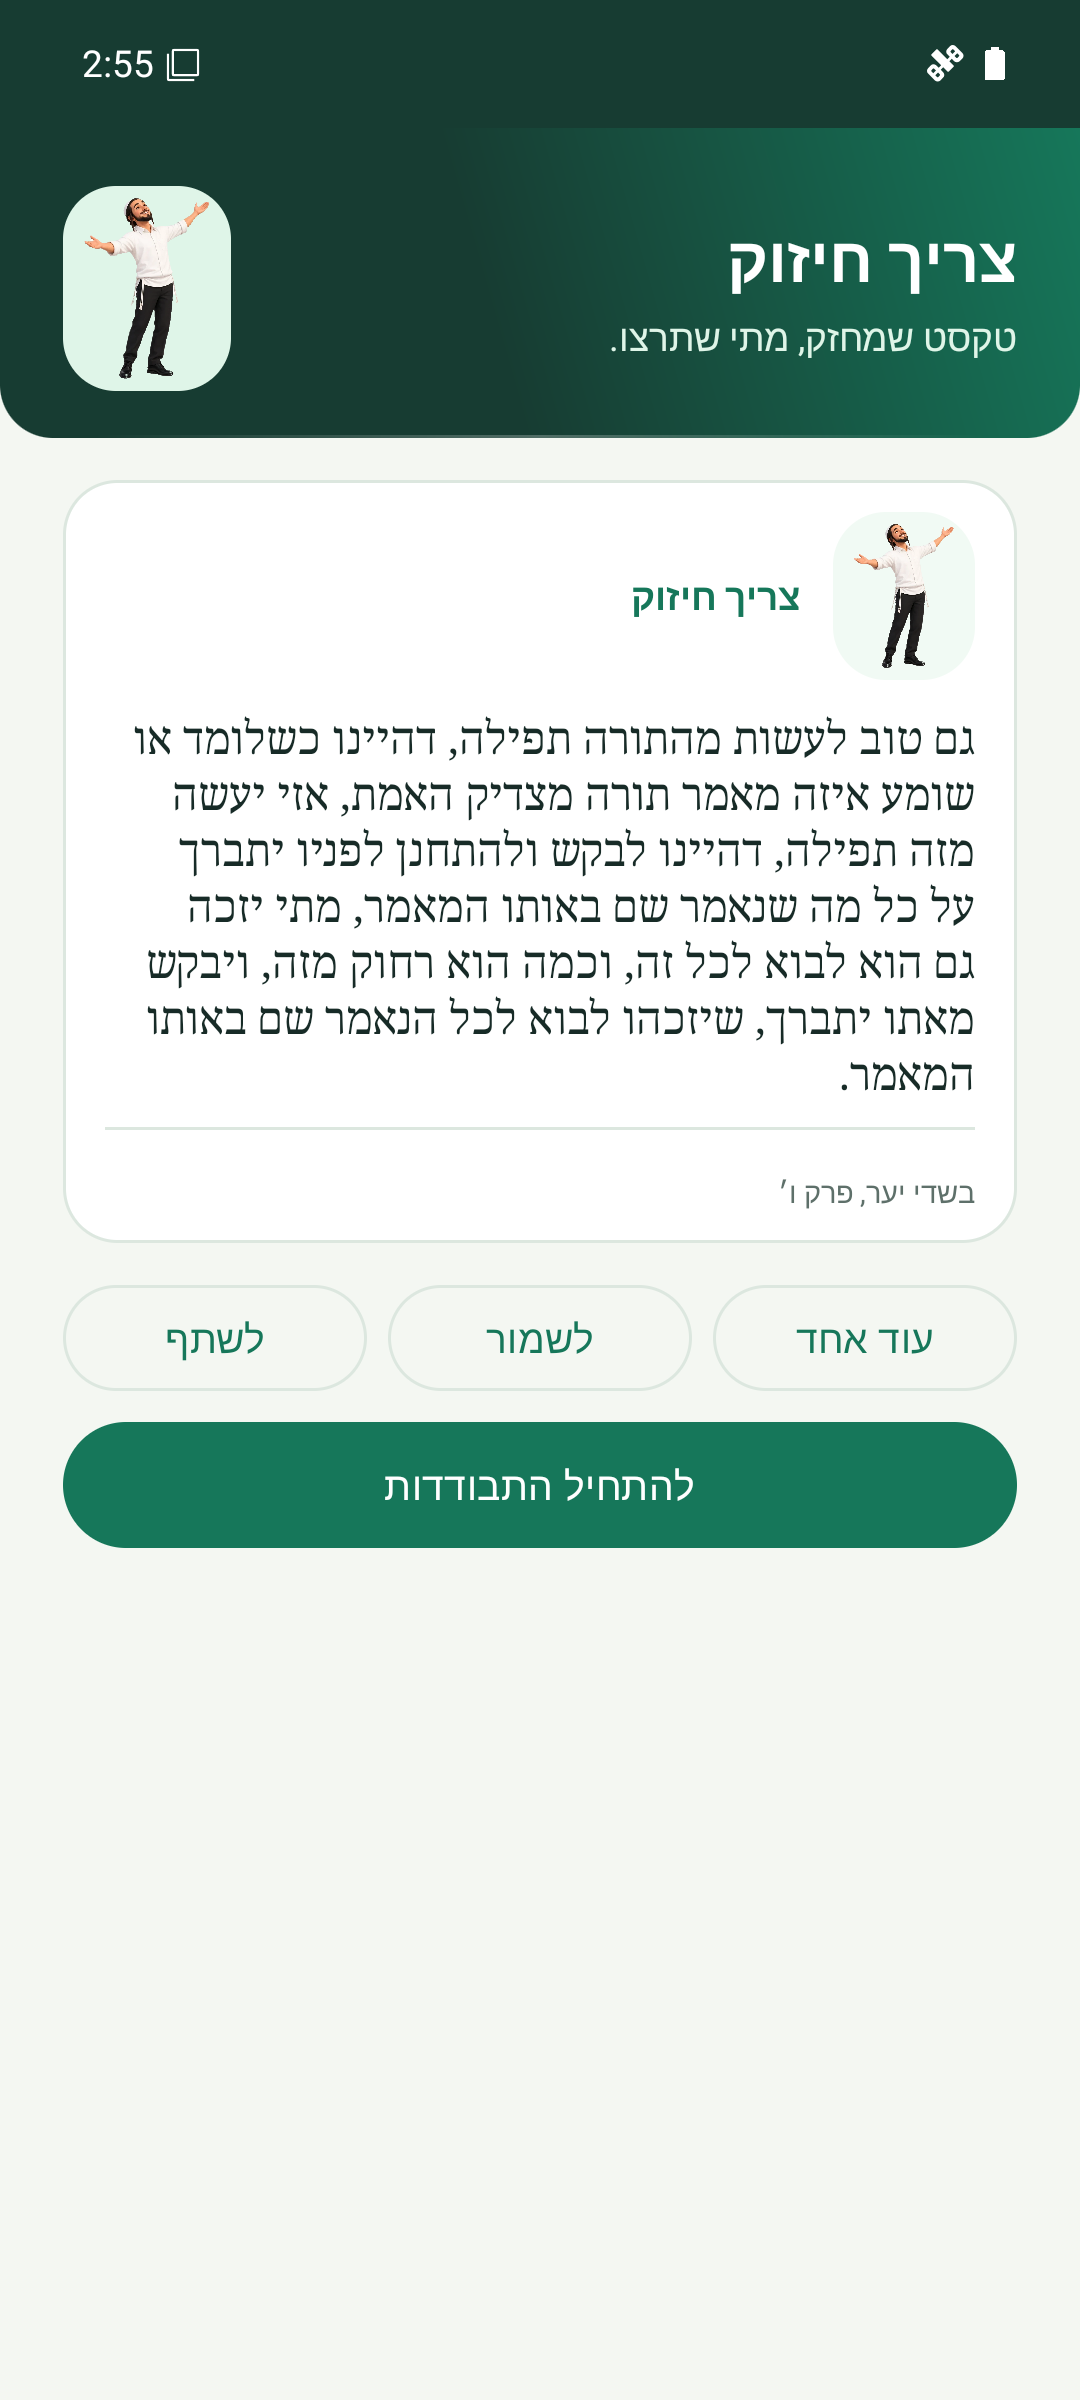 2:55
צריך חיזוק
טקסט שמחזק, מתי שתרצו.
צריך חיזוק
גם טוב לעשות מהתורה תפילה, דהיינו כשלומד או
שומע איזה מאמר תורה מצדיק האמת, אזי יעשה
מזה תפילה, דהיינו לבקש ולהתחנן לפניו יתברך
על כל מה שנאמר שם באותו המאמר, מתי יזכה
גם הוא לבוא לכל זה, וכמה הוא רחוק מזה, ויבקש
מאתו יתברך, שיזכהו לבוא לכל הנאמר שם באותו
המאמר.
בשדי יער, פרק ו׳
עוד אחד
לשמור
לשתף
להתחיל התבודדות